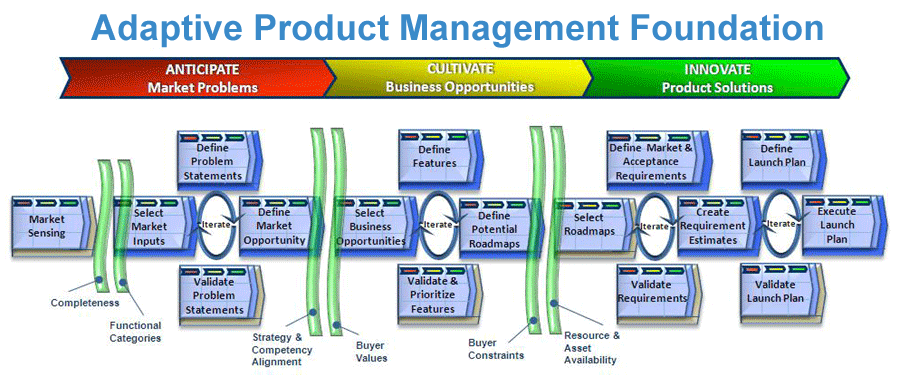 Adaptive Product Management Foundation
ANTICIPATE
Market Problems
CULTIVATE
Business Opportunities
INNOVATE
Product Solutions
Define
Problem
Statements
Define
Features
Define Market &
Acceptance
Requirements
Define
Launch Plan
Market
Sensing
Select
Market
Inputs
Iterate
Define
Market
Opportunity
Select
Business
Opportunities
Iterate
Define
Potential
Roadmaps
Select
Roadmaps
Iterate
Create
Requirement
Estimates
Iterate
Execute
Launch
Plan
Validate
Problem
Statements
Validate &
Prioritize
Features
Validate
Requirements
Validate
Launch Plan
Completeness
Functional
Categories
Strategy &
Competency
Alignment
Buyer
Values
Buyer
Constraints
Resource &
Asset
Availability